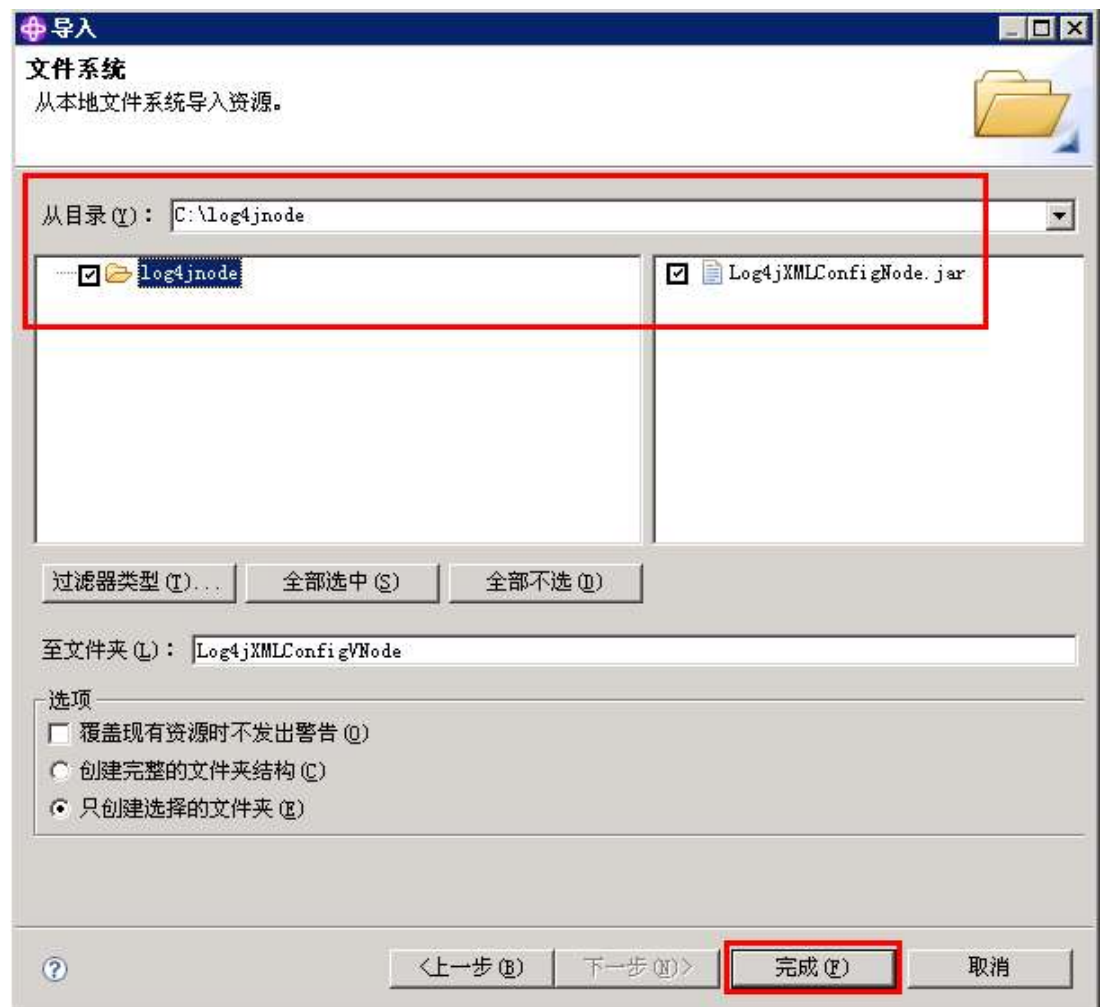 导入
文件系统
从本地文件系统导入资源。
从目录(Y)： C:\log4jnode
log4jnode
Log4jXMLConfigNode.jar
过滤器类型(T)... 全部选中(S) 全部不选(D)
至文件夹(L)： Log4jXMLConfigVNode
选项
覆盖现有资源时不发出警告(O)
创建完整的文件夹结构(C)
只创建选择的文件夹(E)
? <上一步(B) 下一步(N)> 完成(F) 取消